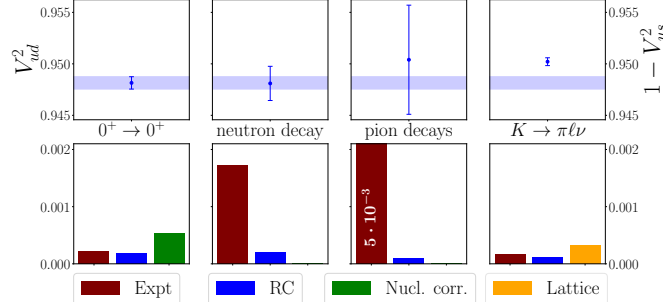 0.955
0.950
0.945
V²_ud
0.955
0.950
0.945
1 − V²_us
0⁺ → 0⁺
neutron decay
pion decays
K → πℓν
0.002
0.001
0.000
5 · 10⁻³
0.002
0.001
0.000
Expt
RC
Nucl. corr.
Lattice